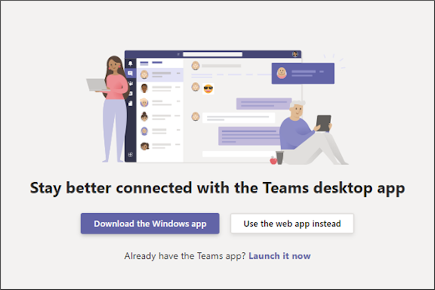 Stay better connected with the Teams desktop app
Download the Windows app
Use the web app instead
Already have the Teams app? Launch it now